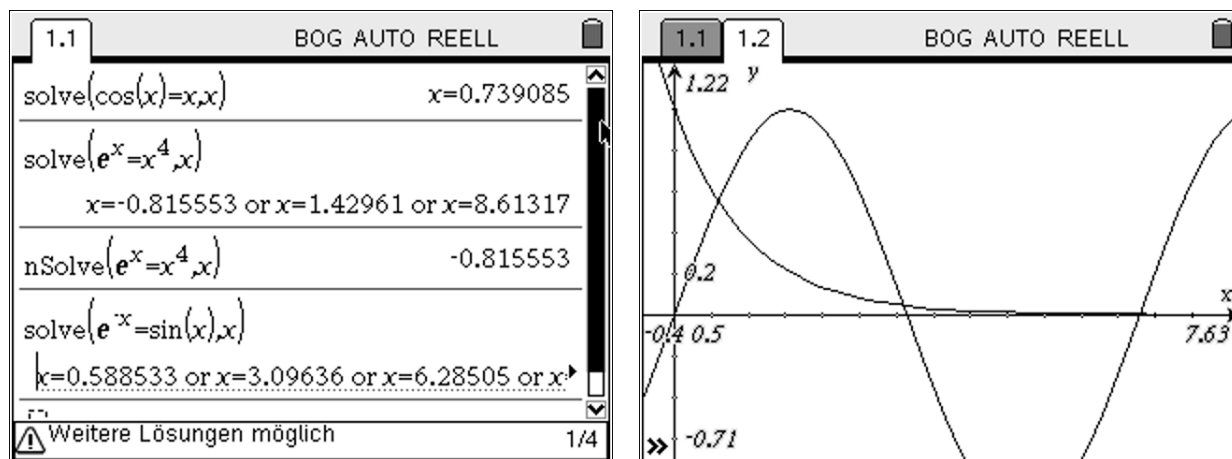 1.1 BOG AUTO REELL
solve(cos(x)=x,x) x=0.739085
solve(e^x=x^4,x)
x=-0.815553 or x=1.42961 or x=8.61317
nSolve(e^x=x^4,x) -0.815553
solve(e^-x=sin(x),x)
x=0.588533 or x=3.09636 or x=6.28505 or x
Weitere Lösungen möglich 1/4
1.1 1.2 BOG AUTO REELL
1.22 y
0.2
x
-0.4 0.5 7.63
-0.71